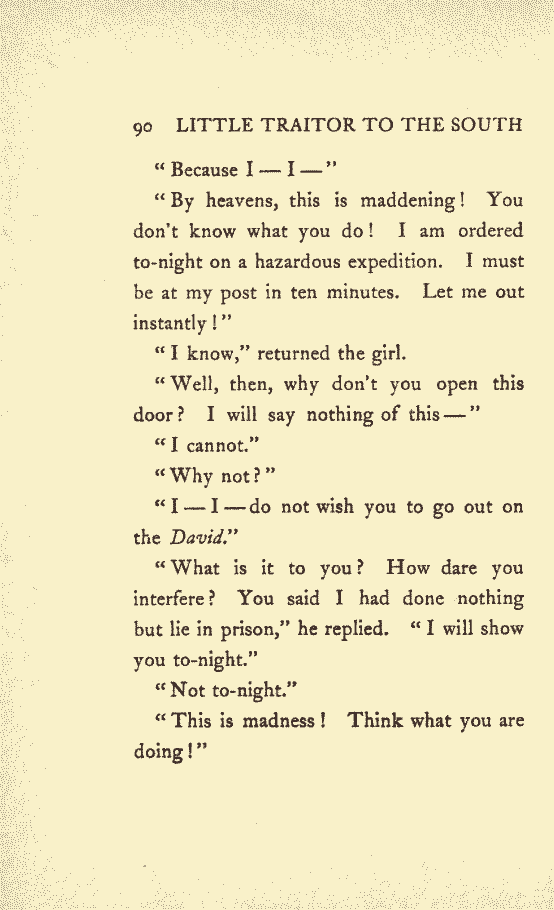 90 LITTLE TRAITOR TO THE SOUTH
“Because I — I —”
“By heavens, this is maddening! You
don’t know what you do! I am ordered
to-night on a hazardous expedition. I must
be at my post in ten minutes. Let me out
instantly!”
“I know,” returned the girl.
“Well, then, why don’t you open this
door? I will say nothing of this—”
“I cannot.”
“Why not?”
“I — I — do not wish you to go out on
the David.”
“What is it to you? How dare you
interfere? You said I had done nothing
but lie in prison,” he replied. “I will show
you to-night.”
“Not to-night.”
“This is madness! Think what you are
doing!”